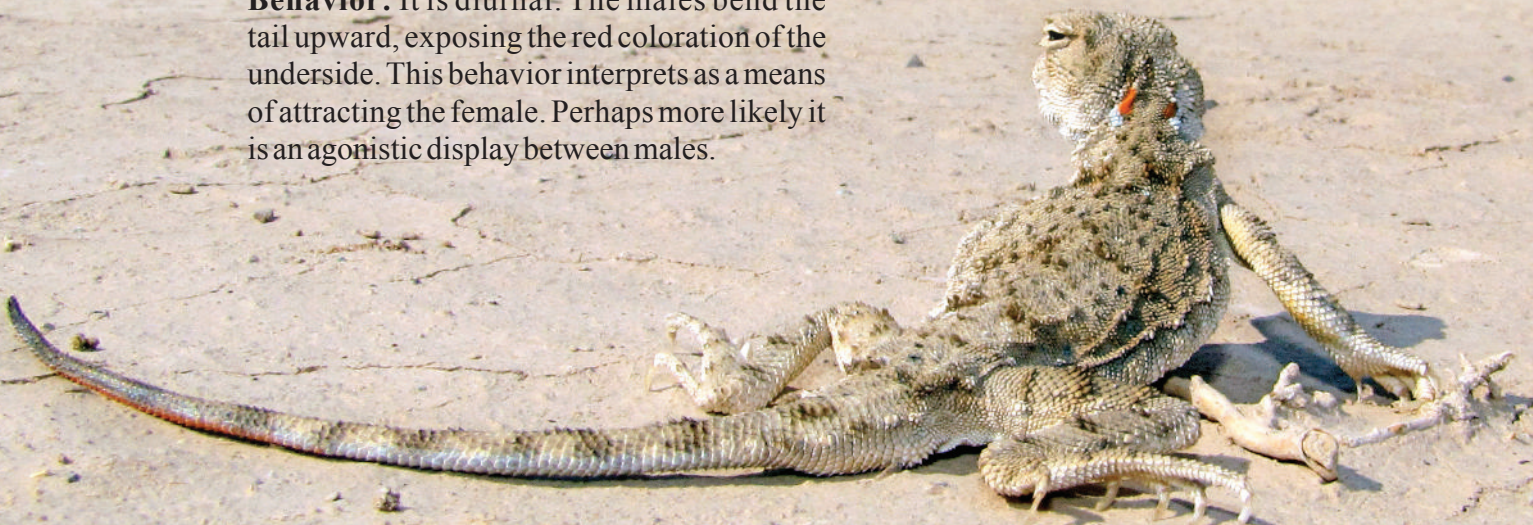 Behavior: It is diurnal. The males bend the
tail upward, exposing the red coloration of the
underside. This behavior interprets as a means
of attracting the female. Perhaps more likely it
is an agonistic display between males.